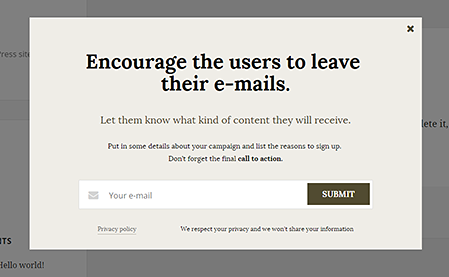 ✖
Encourage the users to leave
their e-mails.
Press site
Let them know what kind of content they will receive.
lete it,
Put in some details about your campaign and list the reasons to sign up.
Don't forget the final call to action.
Your e-mail
SUBMIT
Privacy policy
We respect your privacy and we won't share your information
NTS
Hello world!